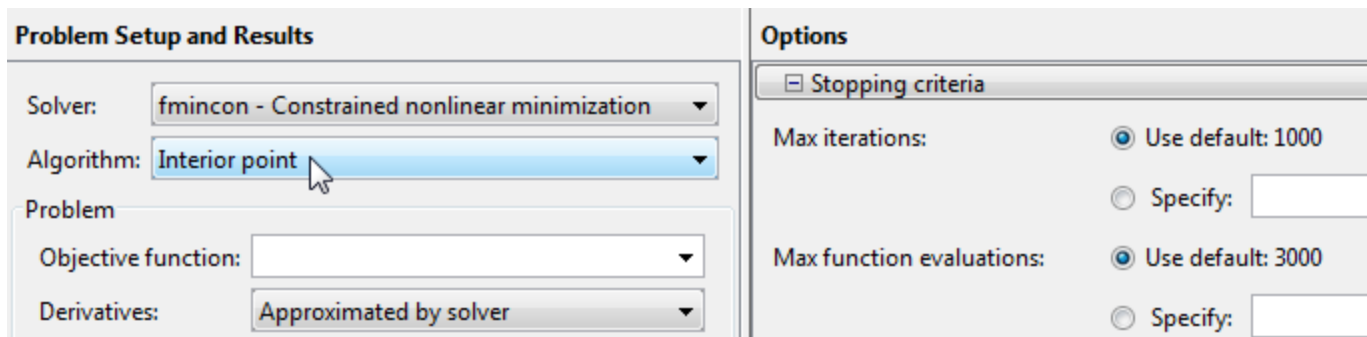 Problem Setup and Results
Solver: fmincon - Constrained nonlinear minimization
Algorithm: Interior point
Problem
Objective function:
Derivatives: Approximated by solver
Options
Stopping criteria
Max iterations: Use default: 1000
Specify:
Max function evaluations: Use default: 3000
Specify: